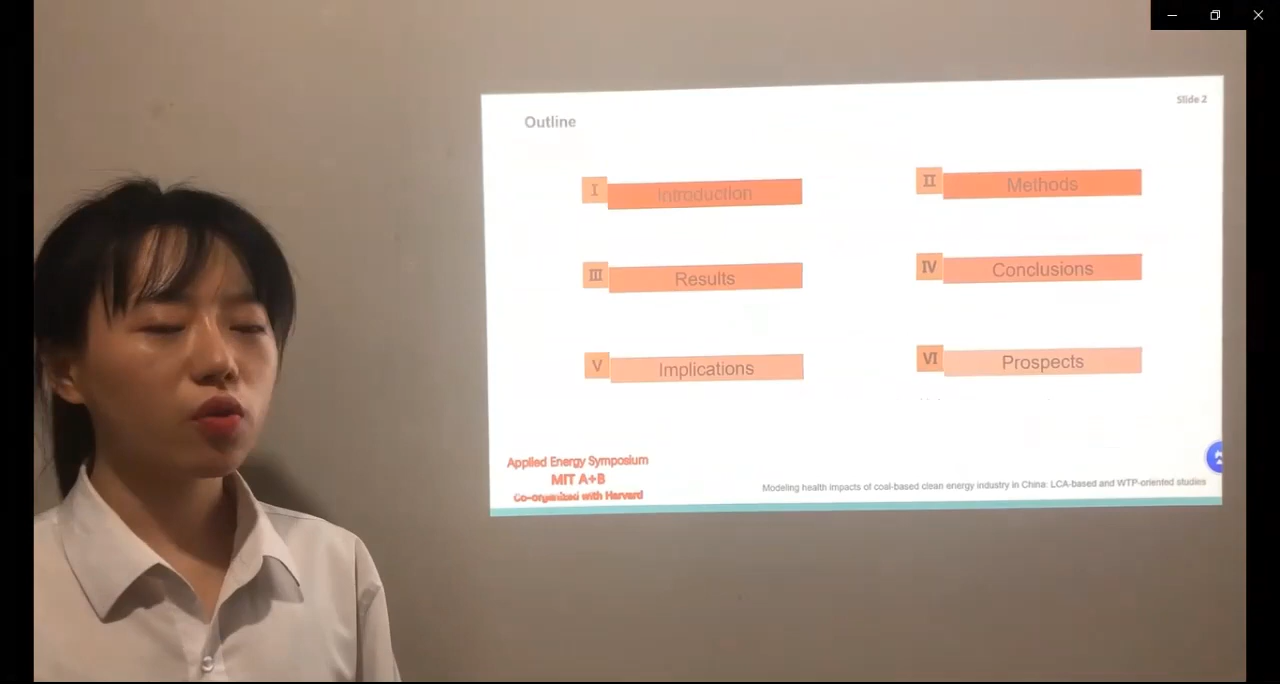 Slide 2
Outline
I Introduction
II Methods
III Results
IV Conclusions
V Implications
VI Prospects
Applied Energy Symposium
MIT A+B
Co-organized with Harvard
Modeling health impacts of coal-based clean energy industry in China: LCA-based and WTP-oriented studies